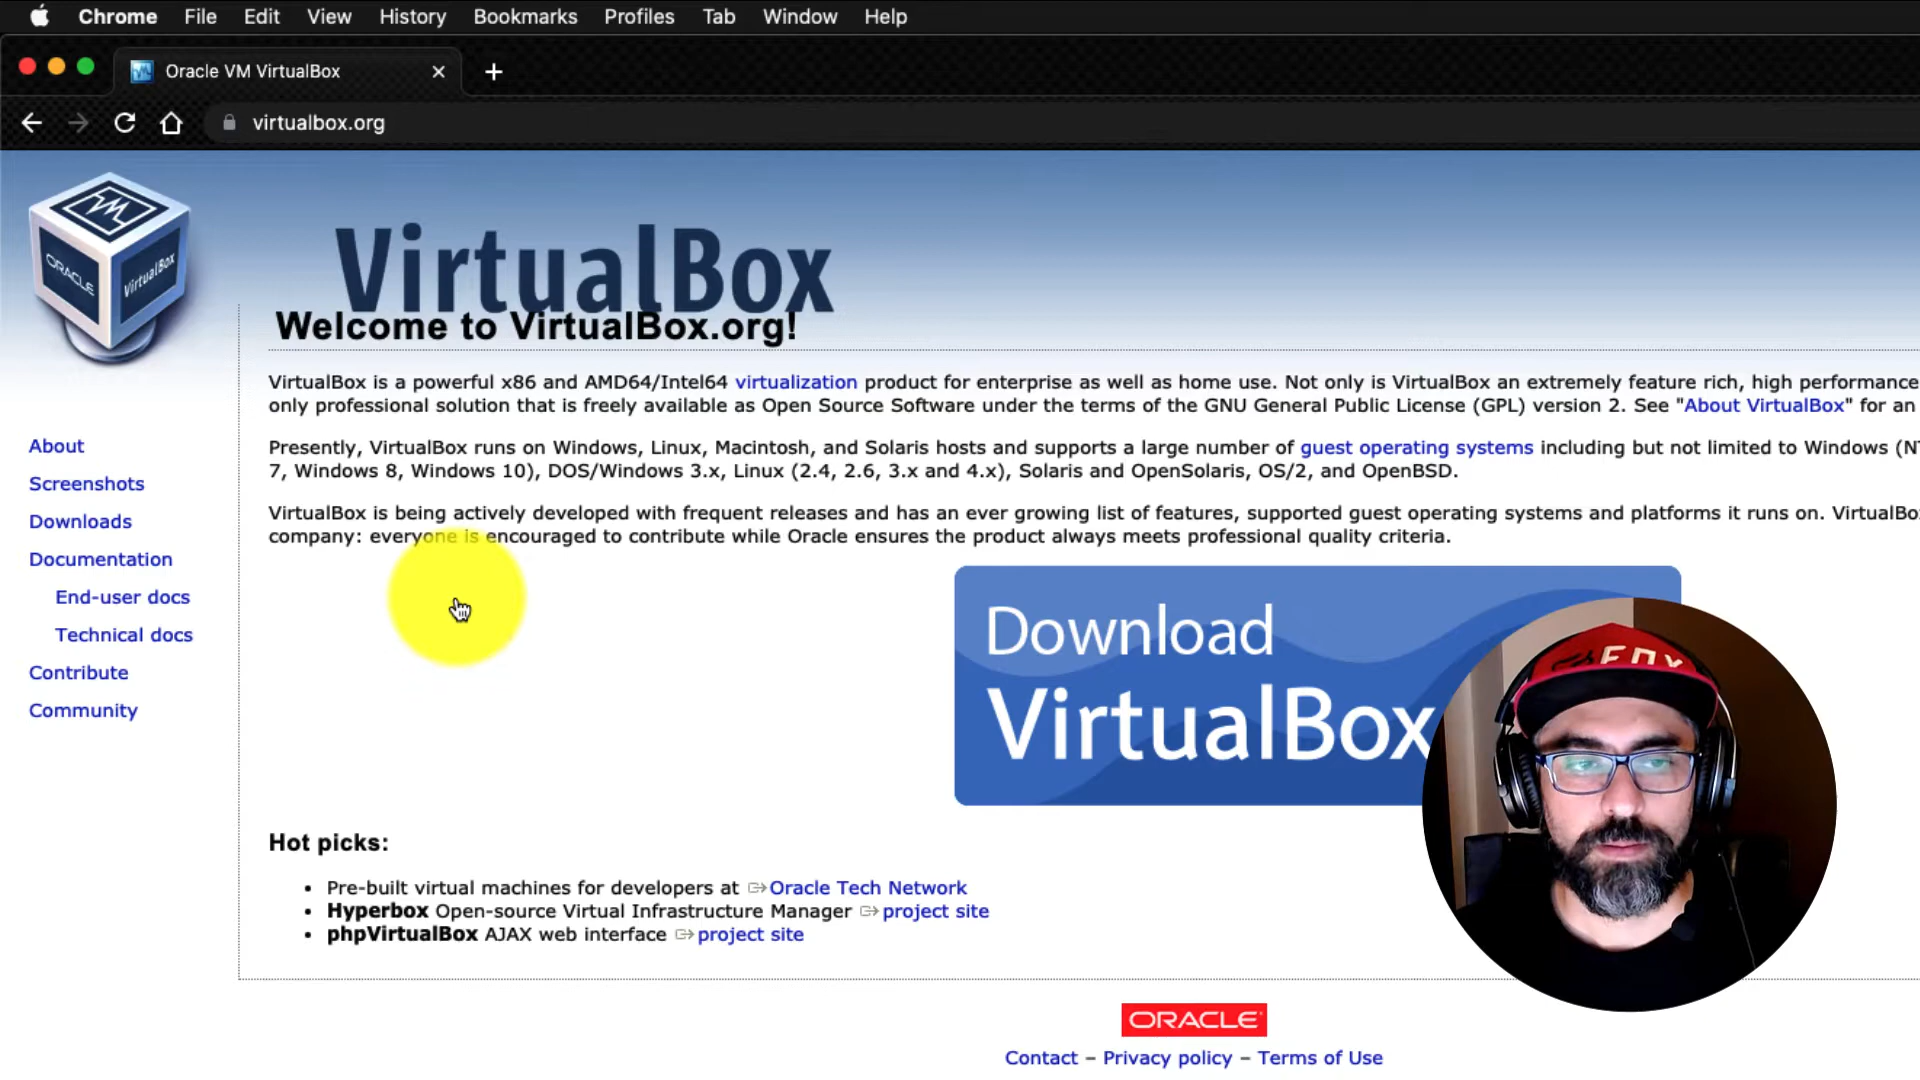 Chrome File Edit View History Bookmarks Profiles Tab Window Help
Oracle VM VirtualBox
virtualbox.org
ORACLE
VirtualBox
VirtualBox
Welcome to VirtualBox.org!
VirtualBox is a powerful x86 and AMD64/Intel64 virtualization product for enterprise as well as home use. Not only is VirtualBox an extremely feature rich, high performance
only professional solution that is freely available as Open Source Software under the terms of the GNU General Public License (GPL) version 2. See "About VirtualBox" for an
Presently, VirtualBox runs on Windows, Linux, Macintosh, and Solaris hosts and supports a large number of guest operating systems including but not limited to Windows (NT
7, Windows 8, Windows 10), DOS/Windows 3.x, Linux (2.4, 2.6, 3.x and 4.x), Solaris and OpenSolaris, OS/2, and OpenBSD.
VirtualBox is being actively developed with frequent releases and has an ever growing list of features, supported guest operating systems and platforms it runs on. VirtualBo
company: everyone is encouraged to contribute while Oracle ensures the product always meets professional quality criteria.
About
Screenshots
Downloads
Documentation
End-user docs
Technical docs
Contribute
Community
Download
VirtualBox
Hot picks:
• Pre-built virtual machines for developers at Oracle Tech Network
• Hyperbox Open-source Virtual Infrastructure Manager project site
• phpVirtualBox AJAX web interface project site
ORACLE
Contact – Privacy policy – Terms of Use